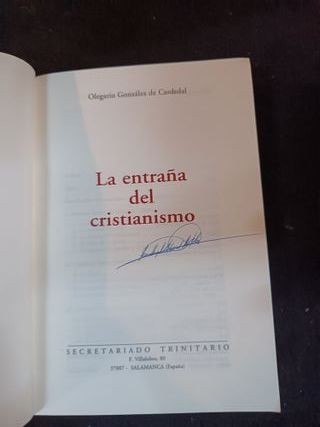 Olegario González de Cardedal
La entraña
del
cristianismo
SECRETARIADO TRINITARIO
F. Villalobos, 80
37007 - SALAMANCA (España)